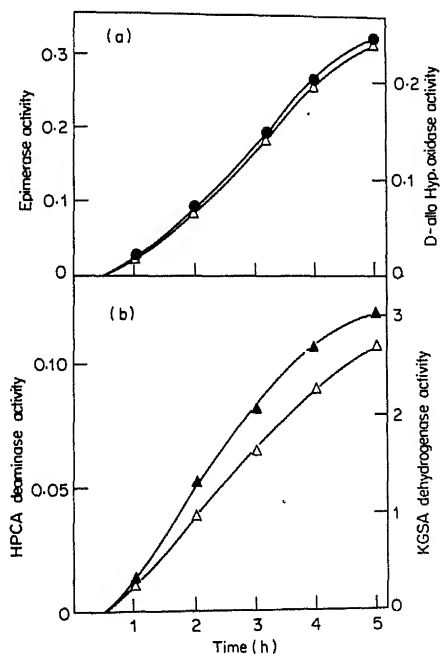 (a)
Epimerase activity
0·3
0·2
0·1
0
D-allo Hyp. oxidase activity
0·2
0·1
0
(b)
HPCA deaminase activity
0·10
0·05
0
KGSA dehydrogenase activity
3
2
1
0
1 2 3 4 5
Time (h)